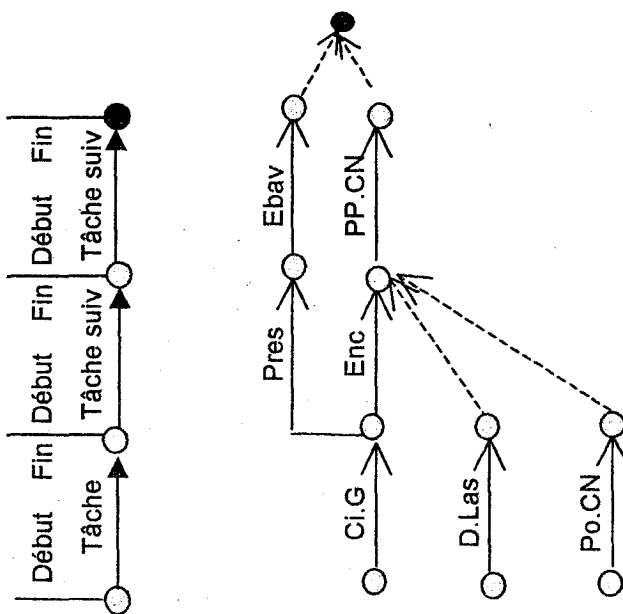 Début Fin Début Fin Début Fin
Tâche Tâche suiv Tâche suiv
Pres Ebav
Ci.G Enc PP.CN
D.Las
Po.CN